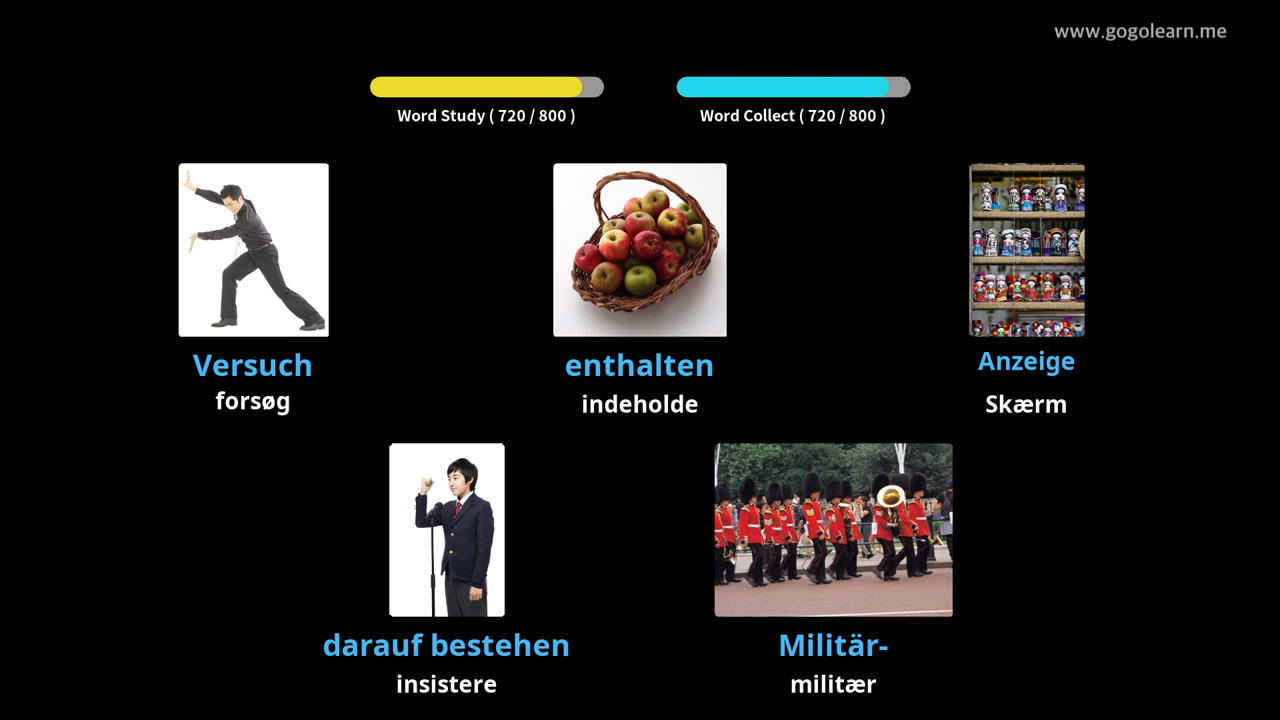 www.gogolearn.me
Word Study ( 720 / 800 )
Word Collect ( 720 / 800 )
Versuch
forsøg
enthalten
indeholde
Anzeige
Skærm
darauf bestehen
insistere
Militär-
militær